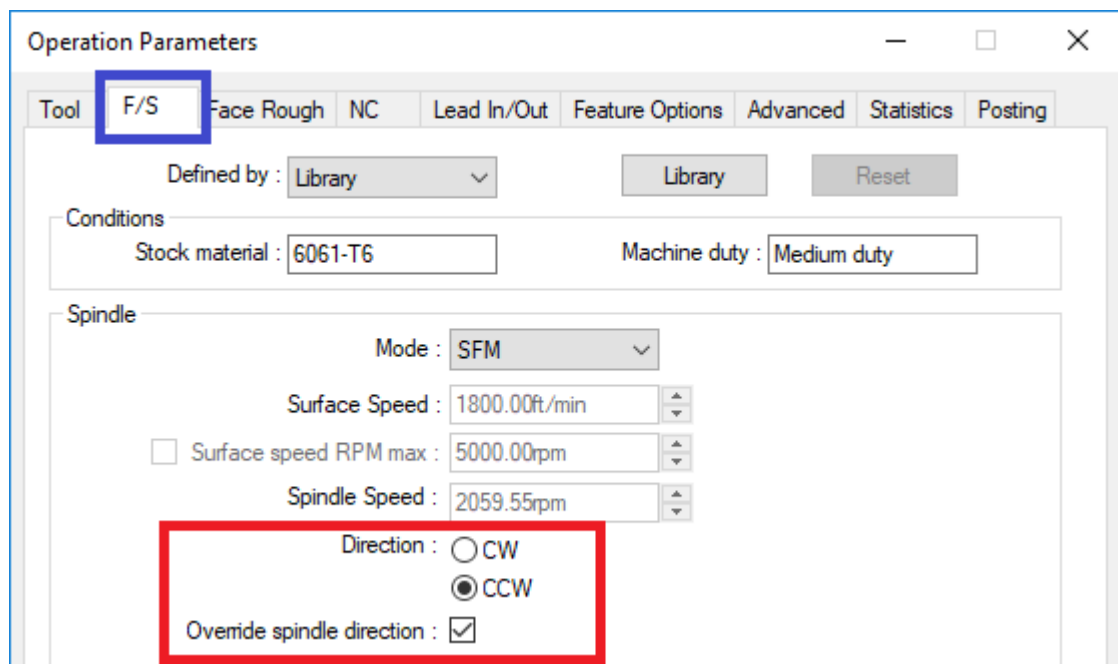 Operation Parameters
Tool F/S Face Rough NC Lead In/Out Feature Options Advanced Statistics Posting
Defined by : Library Library Reset
Conditions
Stock material : 6061-T6 Machine duty : Medium duty
Spindle
Mode : SFM
Surface Speed : 1800.00ft/min
Surface speed RPM max : 5000.00rpm
Spindle Speed : 2059.55rpm
Direction : CW
CCW
Override spindle direction :